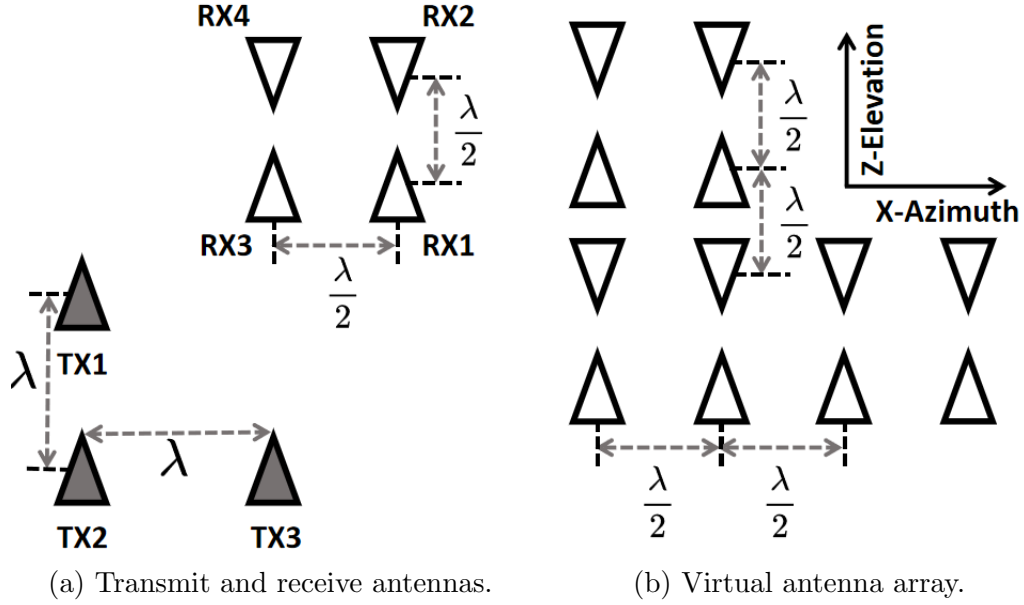 RX4
RX2
λ
2
RX3
RX1
λ
2
TX1
λ
λ
TX2
TX3
(a) Transmit and receive antennas.
λ
2
λ
2
Z-Elevation
X-Azimuth
λ
2
λ
2
(b) Virtual antenna array.